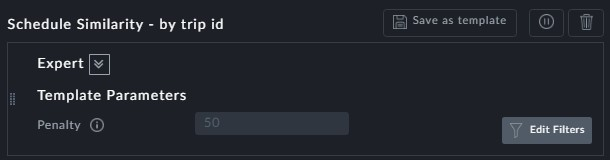 Schedule Similarity - by trip id
Save as template
Expert
Template Parameters
Penalty
50
Edit Filters